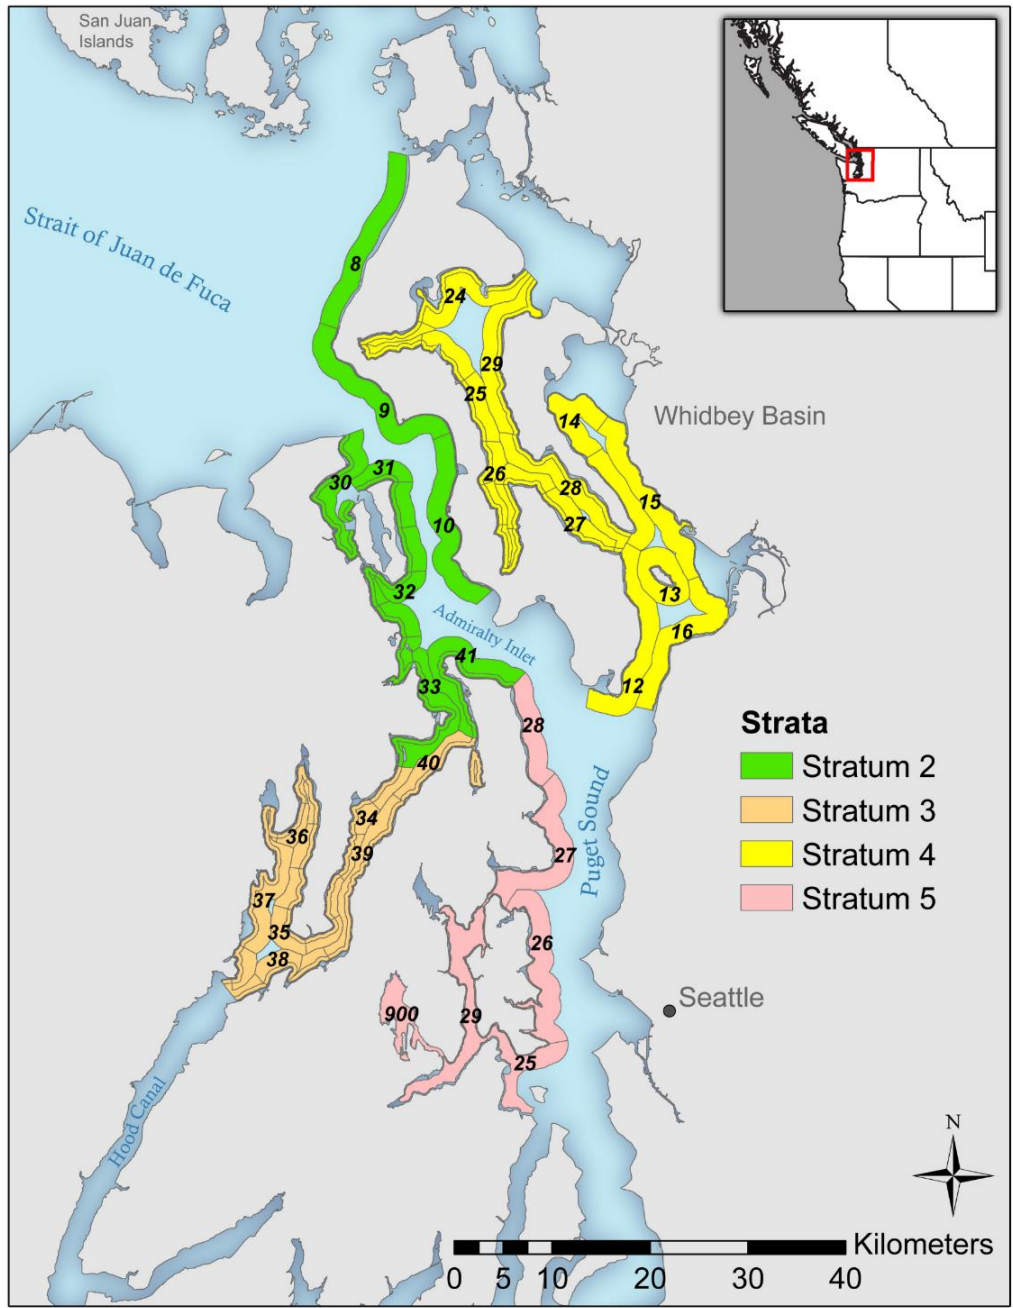 San Juan
Islands
Strait of Juan de Fuca
8
24
29
25
9
14
Whidbey Basin
31
30
26
28
15
10
27
13
32
Admiralty Inlet
16
41
33
12
28
Strata
40
Stratum 2
34
Stratum 3
36
39
27
Puget Sound
Stratum 4
37
Stratum 5
35
26
38
Seattle
900
29
25
Hood Canal
N
Kilometers
0 5 10 20 30 40